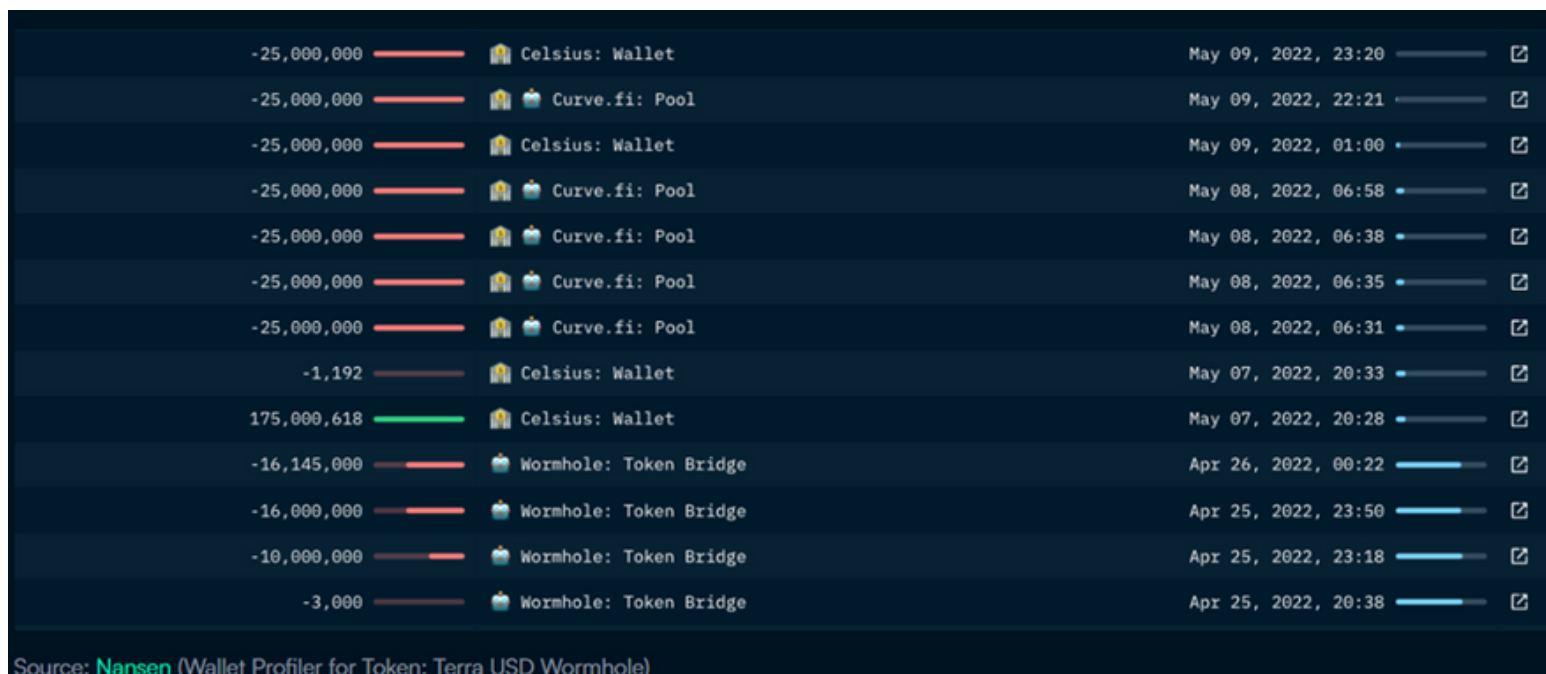 -25,000,000 Celsius: Wallet May 09, 2022, 23:20
-25,000,000 Curve.fi: Pool May 09, 2022, 22:21
-25,000,000 Celsius: Wallet May 09, 2022, 01:00
-25,000,000 Curve.fi: Pool May 08, 2022, 06:58
-25,000,000 Curve.fi: Pool May 08, 2022, 06:38
-25,000,000 Curve.fi: Pool May 08, 2022, 06:35
-25,000,000 Curve.fi: Pool May 08, 2022, 06:31
-1,192 Celsius: Wallet May 07, 2022, 20:33
175,000,618 Celsius: Wallet May 07, 2022, 20:28
-16,145,000 Wormhole: Token Bridge Apr 26, 2022, 00:22
-16,000,000 Wormhole: Token Bridge Apr 25, 2022, 23:50
-10,000,000 Wormhole: Token Bridge Apr 25, 2022, 23:18
-3,000 Wormhole: Token Bridge Apr 25, 2022, 20:38
Source: Nansen (Wallet Profiler for Token: Terra USD Wormhole)